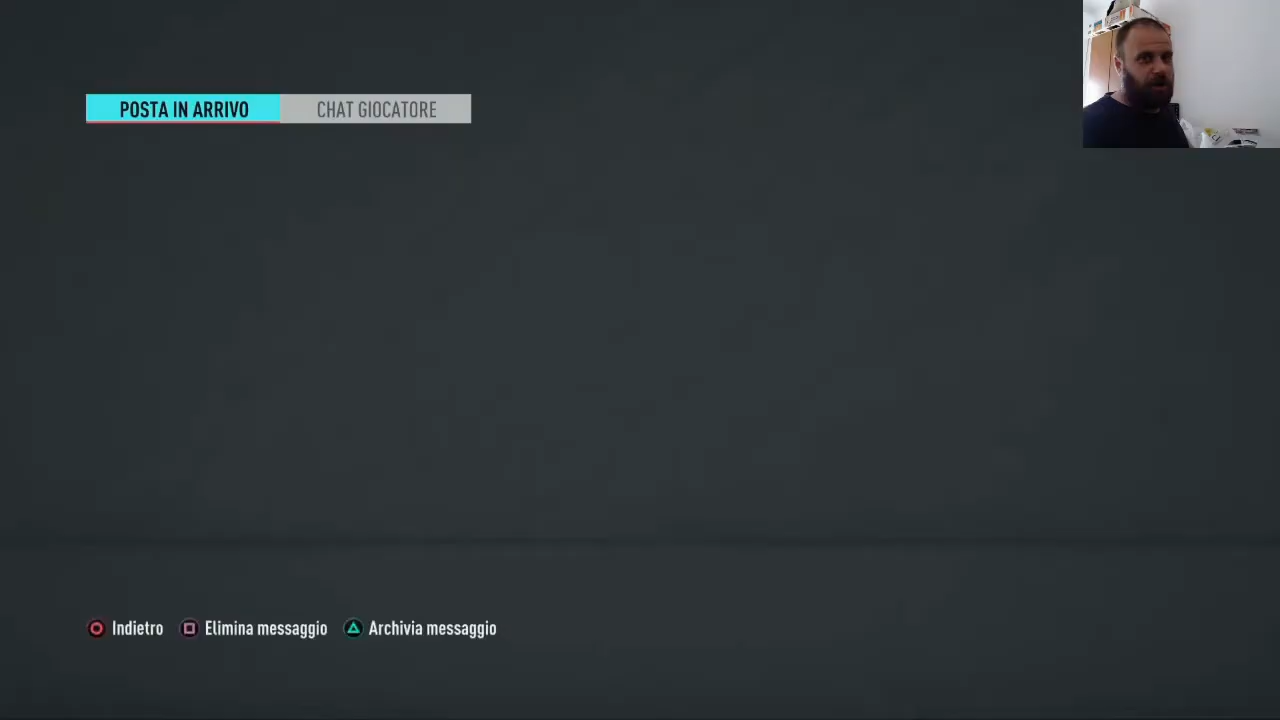 POSTA IN ARRIVO CHAT GIOCATORE
Indietro Elimina messaggio Archivia messaggio